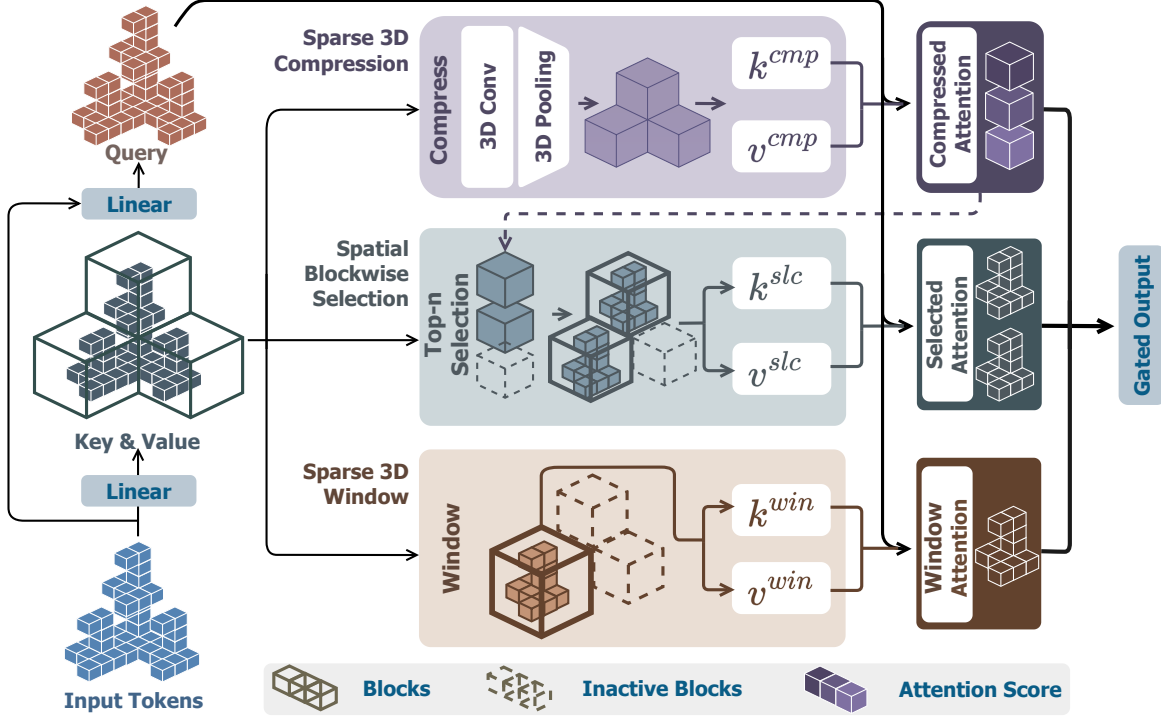 Query
Linear
Key & Value
Linear
Input Tokens
Sparse 3D
Compression
Compress
3D Conv
3D Pooling
k^{cmp}
v^{cmp}
Compressed
Attention
Spatial
Blockwise
Selection
Top-n
Selection
k^{slc}
v^{slc}
Selected
Attention
Sparse 3D
Window
Window
k^{win}
v^{win}
Window
Attention
Gated Output
Blocks
Inactive Blocks
Attention Score